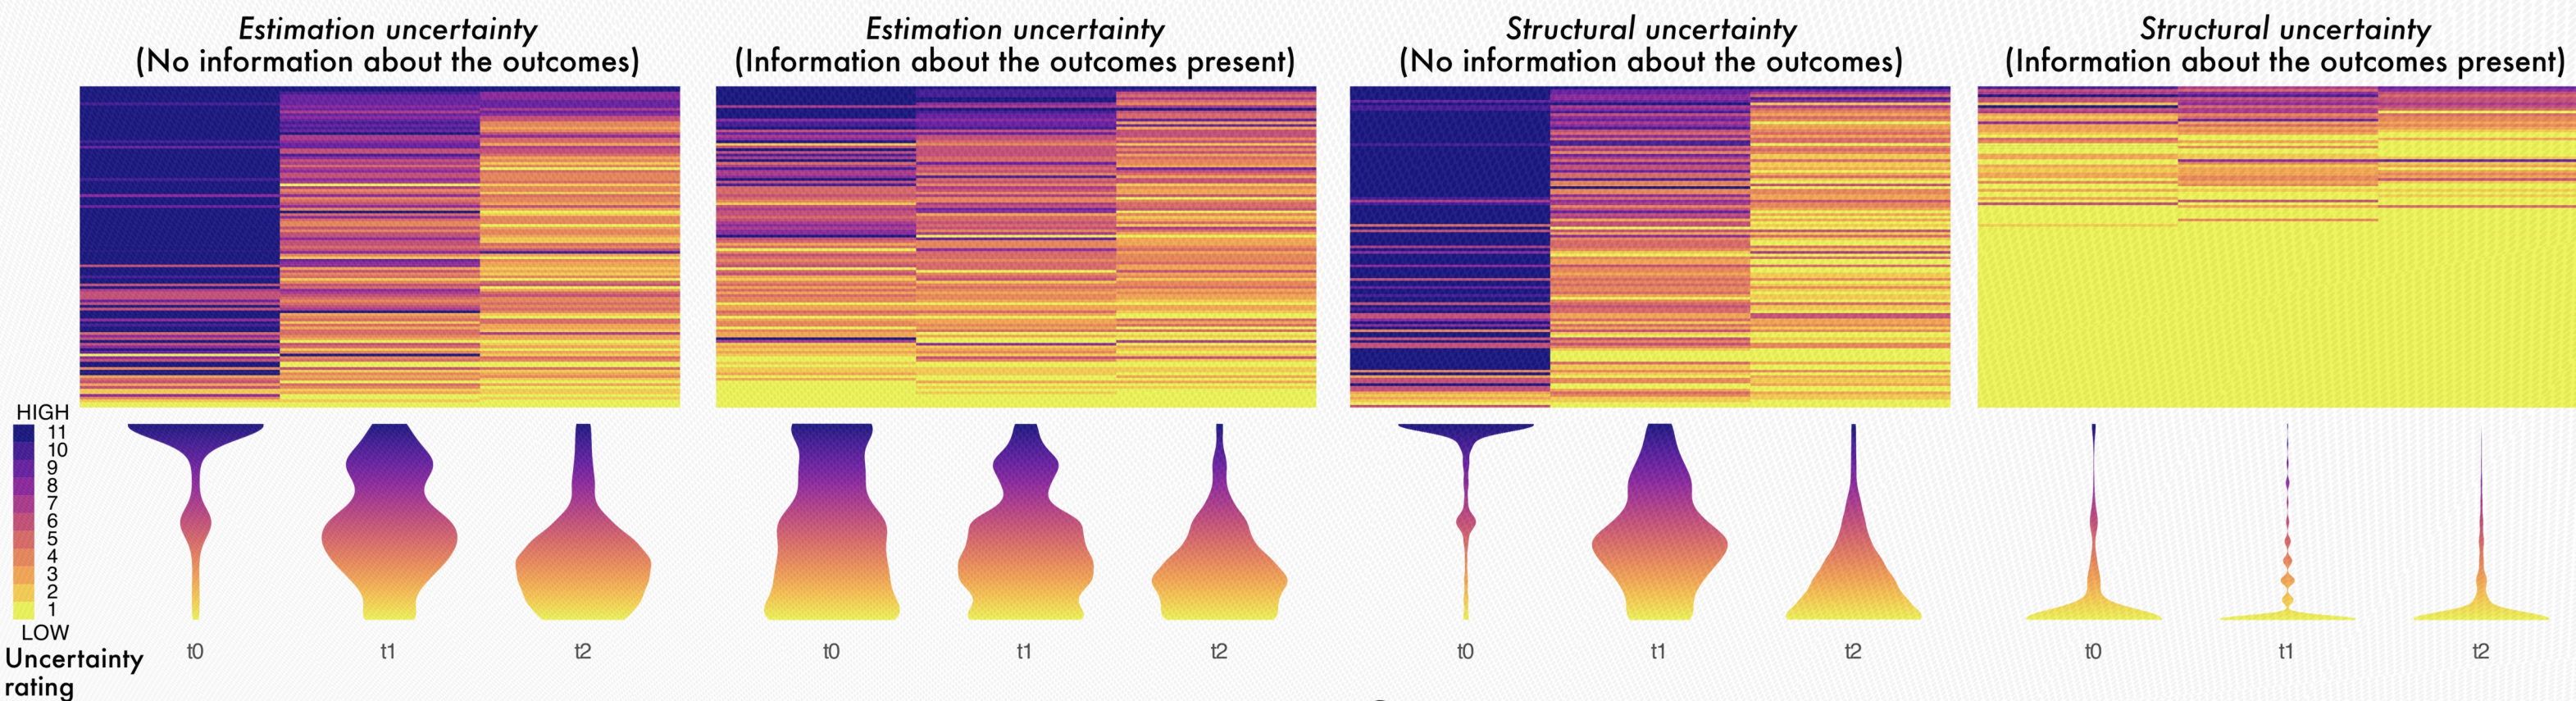 Estimation uncertainty
(No information about the outcomes)
Estimation uncertainty
(Information about the outcomes present)
Structural uncertainty
(No information about the outcomes)
Structural uncertainty
(Information about the outcomes present)
HIGH
11
10
9
8
7
6
5
4
3
2
1
LOW
Uncertainty
rating
t0
t1
t2
t0
t1
t2
t0
t1
t2
t0
t1
t2